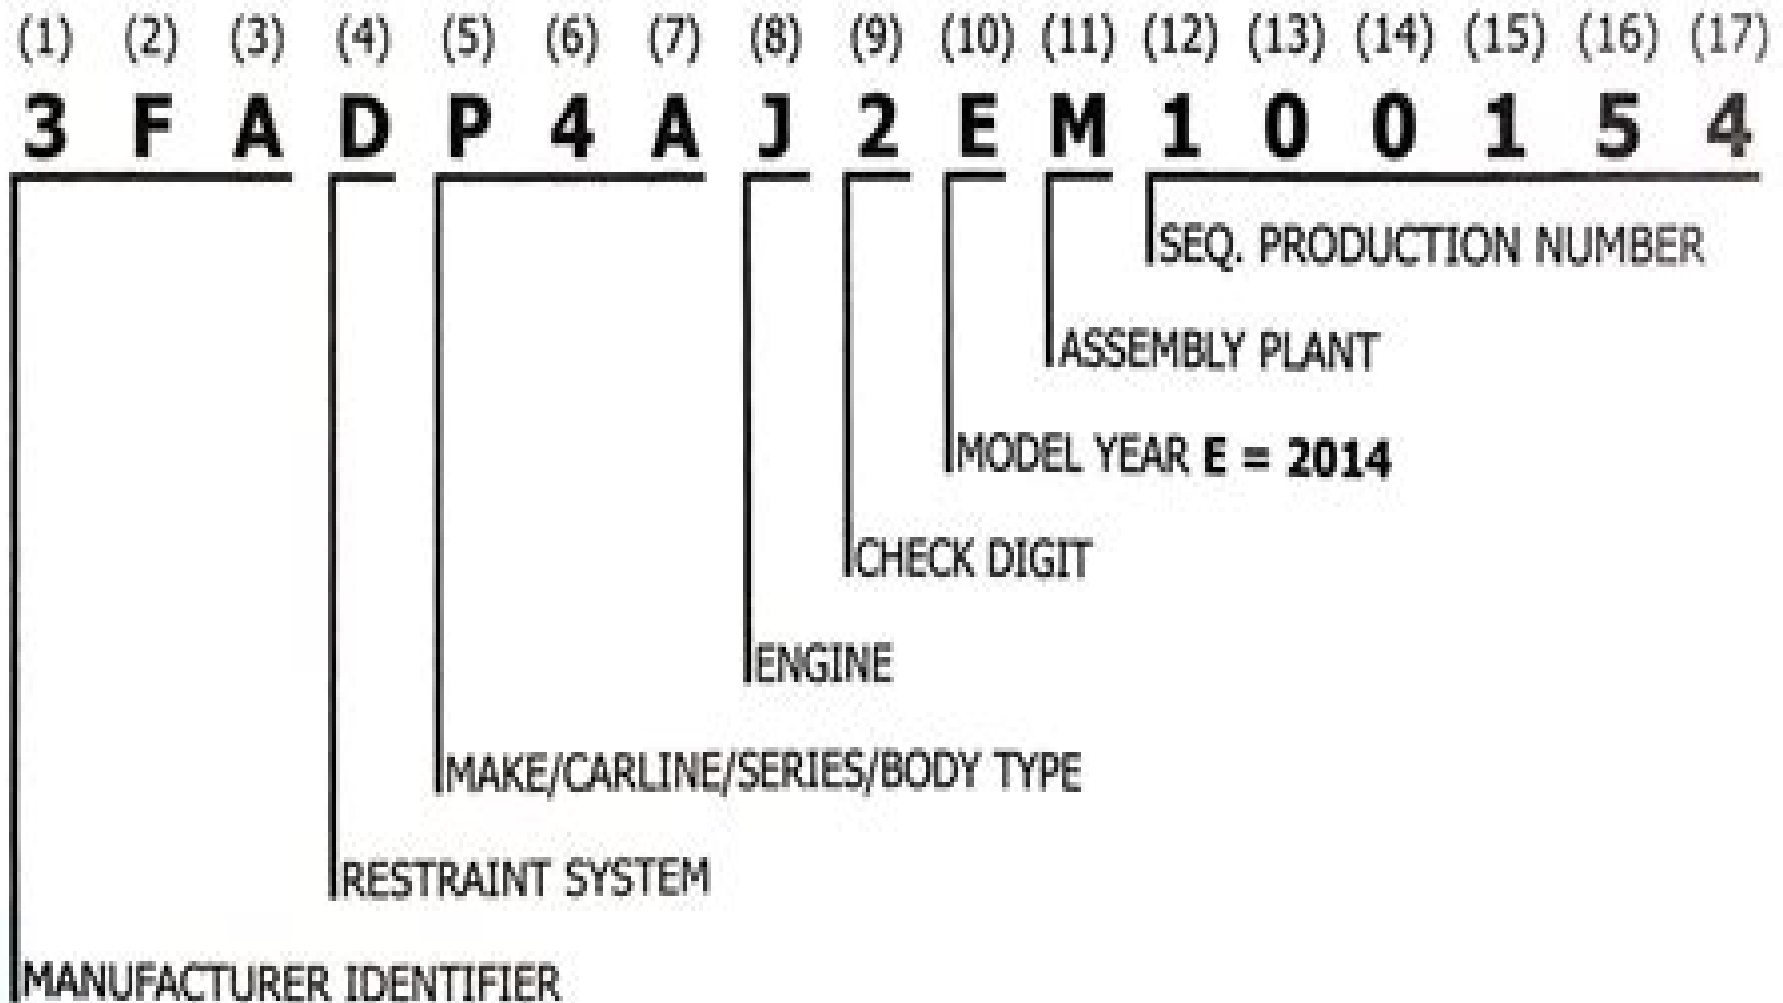 (1) (2) (3) (4) (5) (6) (7) (8) (9) (10) (11) (12) (13) (14) (15) (16) (17)
3 F A D P 4 A J 2 E M 1 0 0 1 5 4
SEQ. PRODUCTION NUMBER
ASSEMBLY PLANT
MODEL YEAR E = 2014
CHECK DIGIT
ENGINE
MAKE/CARLINE/SERIES/BODY TYPE
RESTRAINT SYSTEM
MANUFACTURER IDENTIFIER